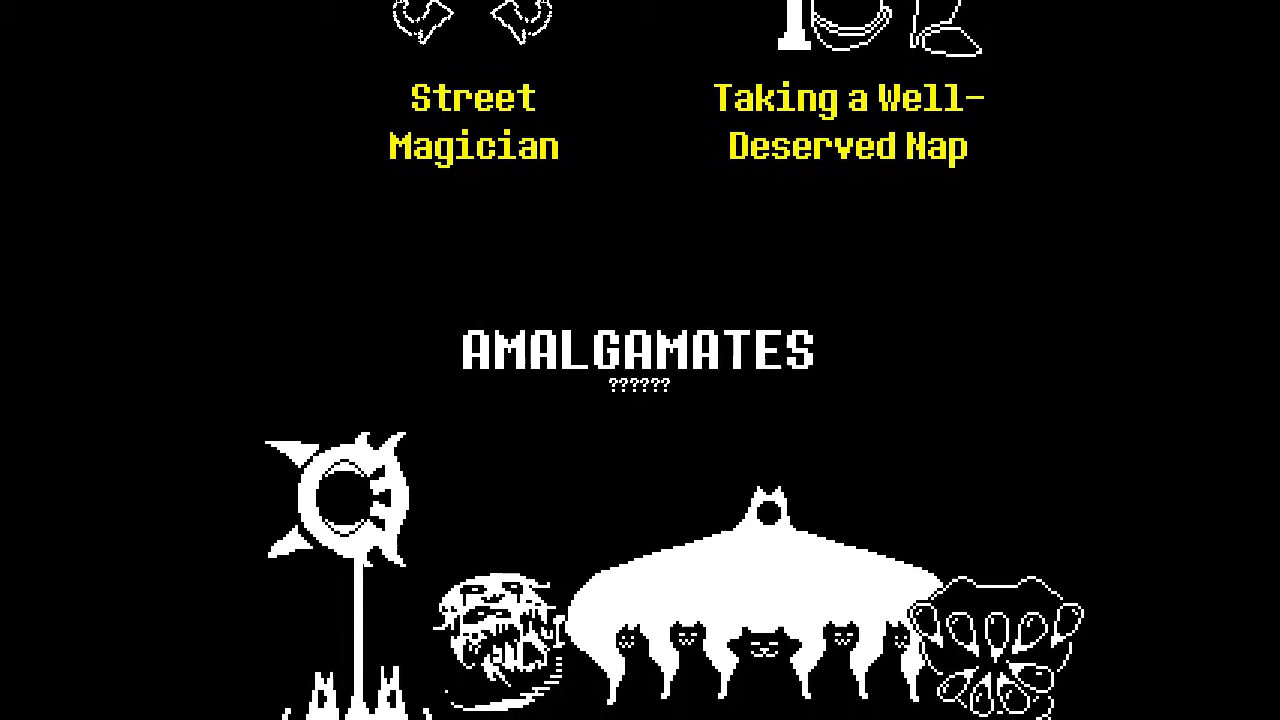 Street
Magician
Taking a Well-
Deserved Nap
AMALGAMATES
??????